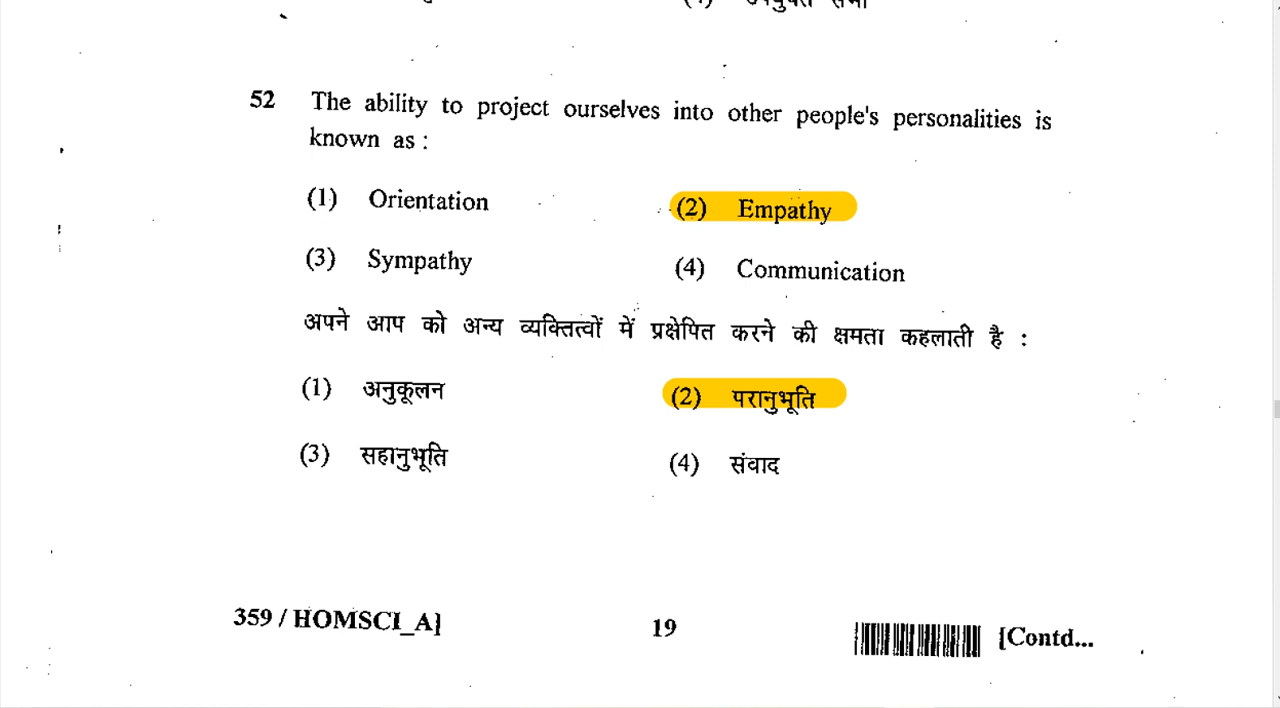 52 The ability to project ourselves into other people's personalities is
known as :
(1) Orientation (2) Empathy
(3) Sympathy (4) Communication
अपने आप को अन्य व्यक्तित्वों में प्रक्षेपित करने की क्षमता कहलाती है :
(1) अनुकूलन (2) परानुभूति
(3) सहानुभूति (4) संवाद
359 / HOMSCI_A] 19 [Contd...